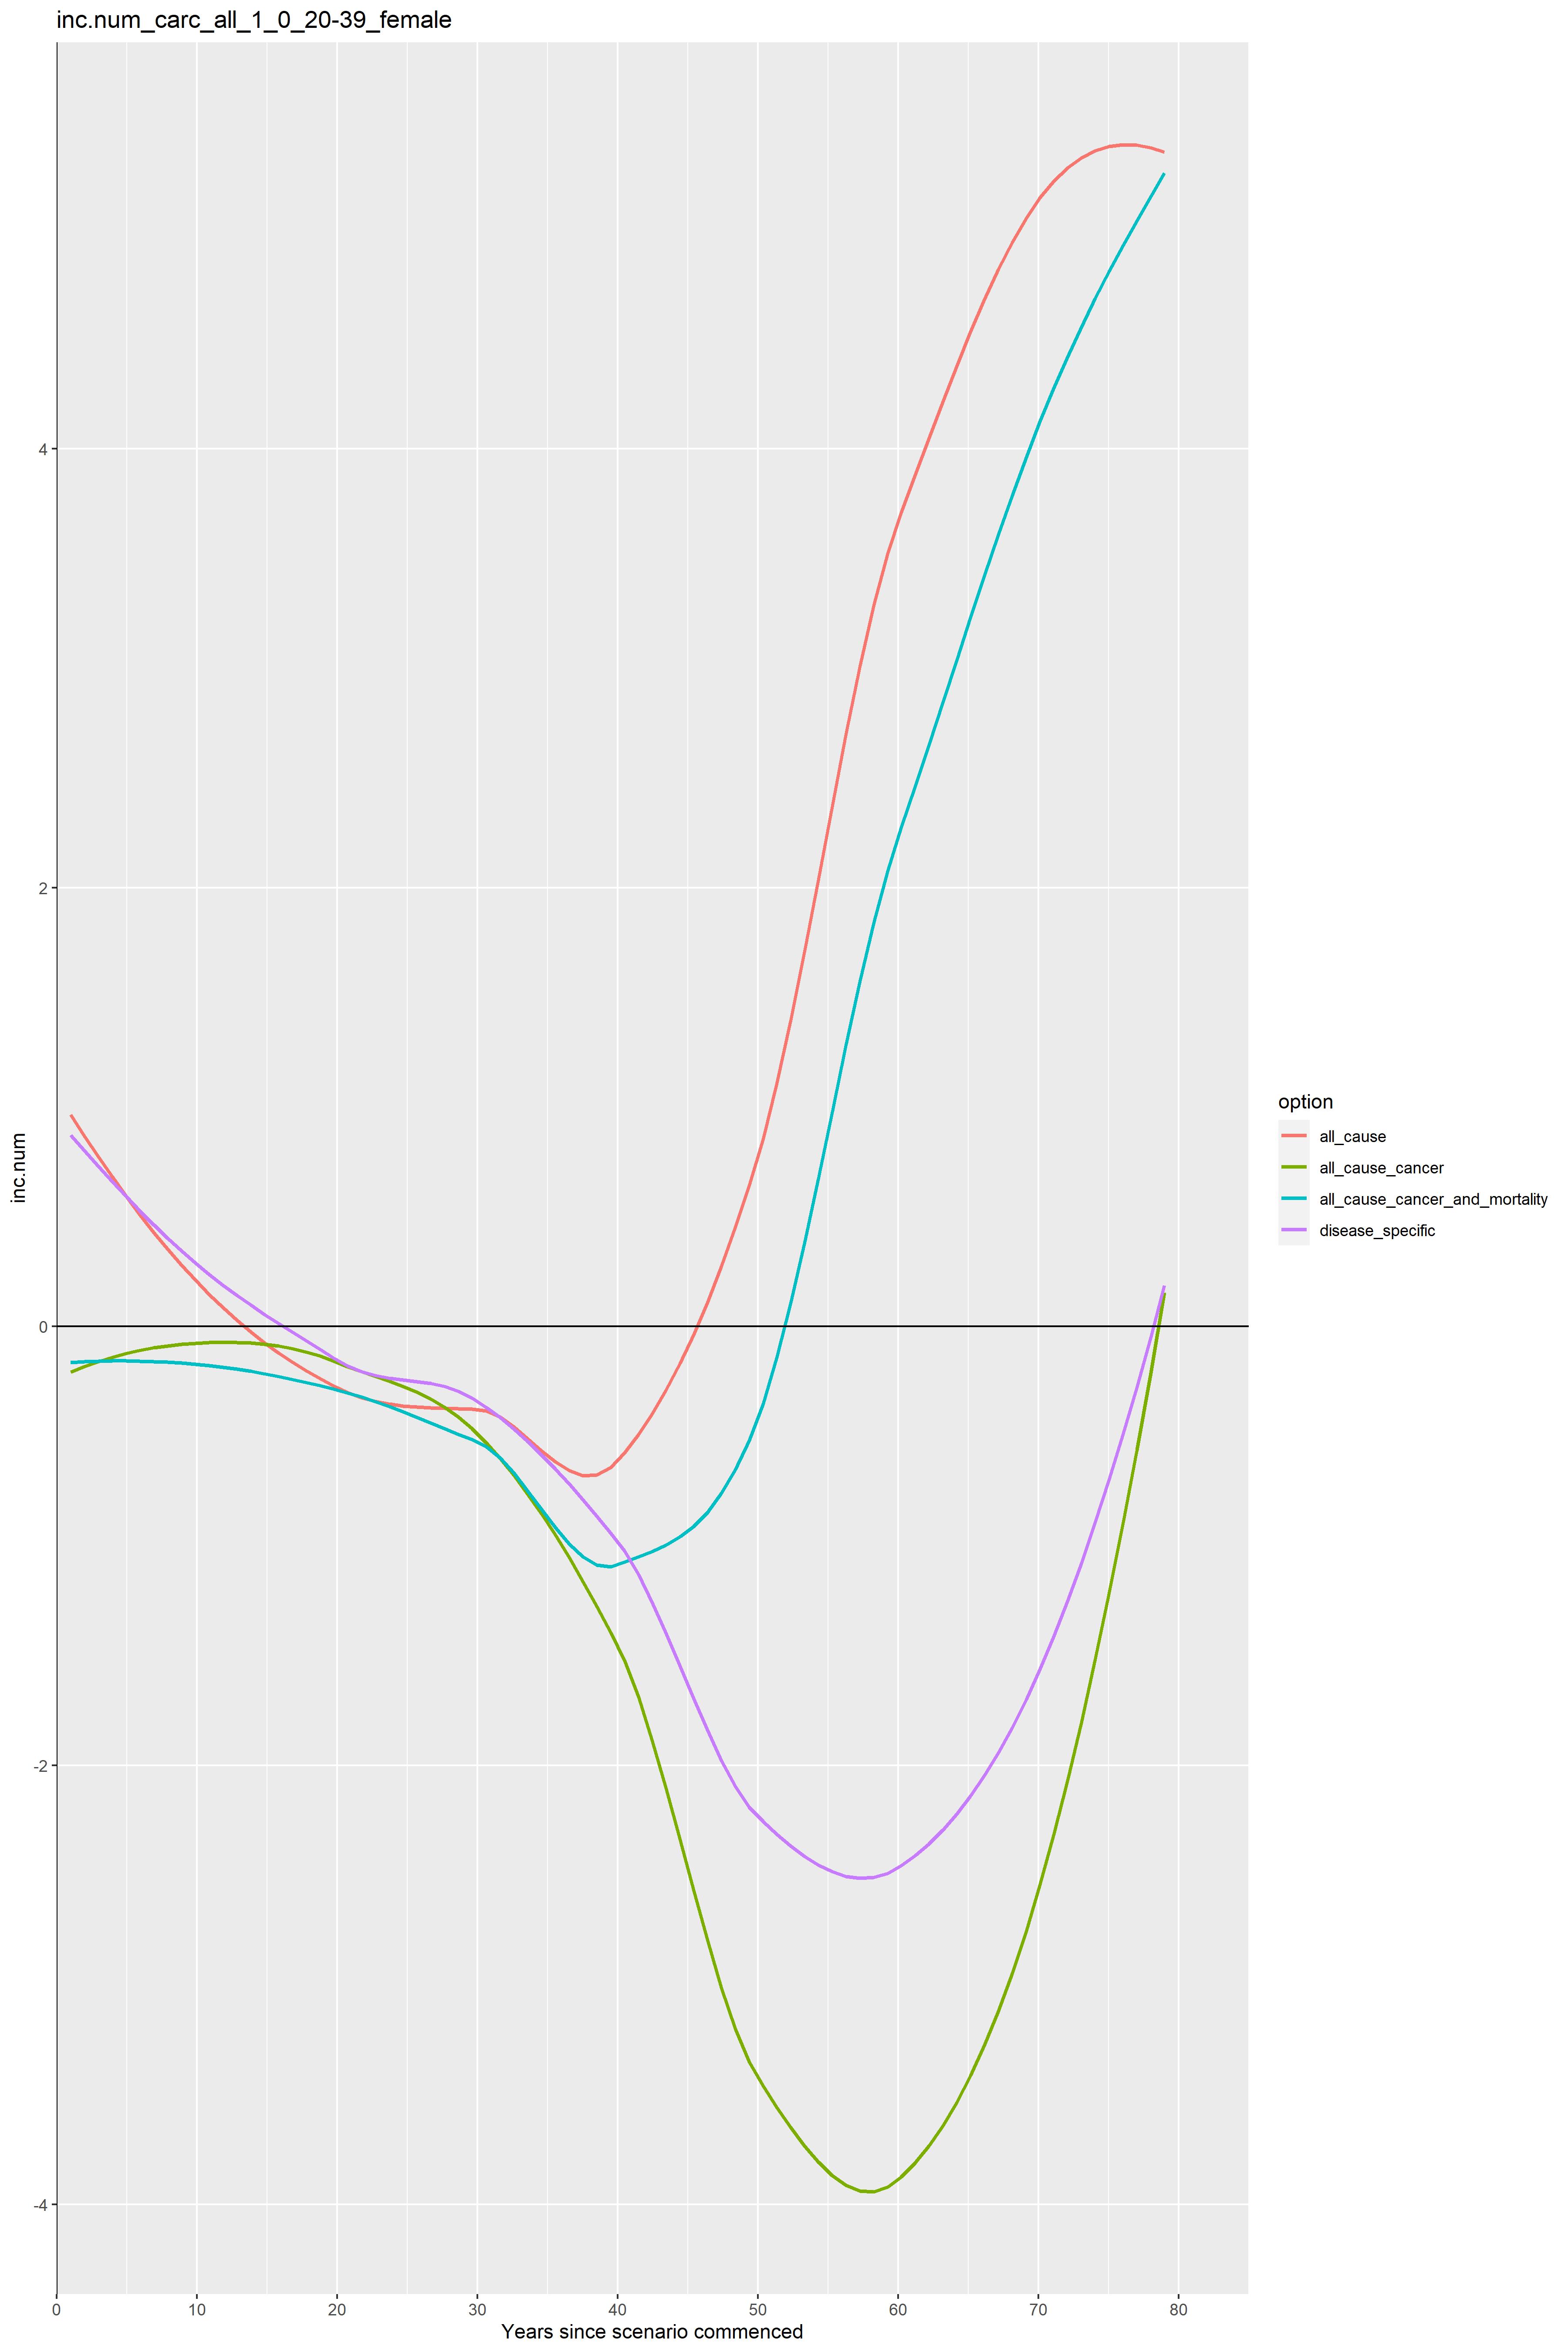 inc.num_carc_all_1_0_20-39_female
4
2
0
-2
-4
inc.num
0 10 20 30 40 50 60 70 80
Years since scenario commenced
option
all_cause
all_cause_cancer
all_cause_cancer_and_mortality
disease_specific